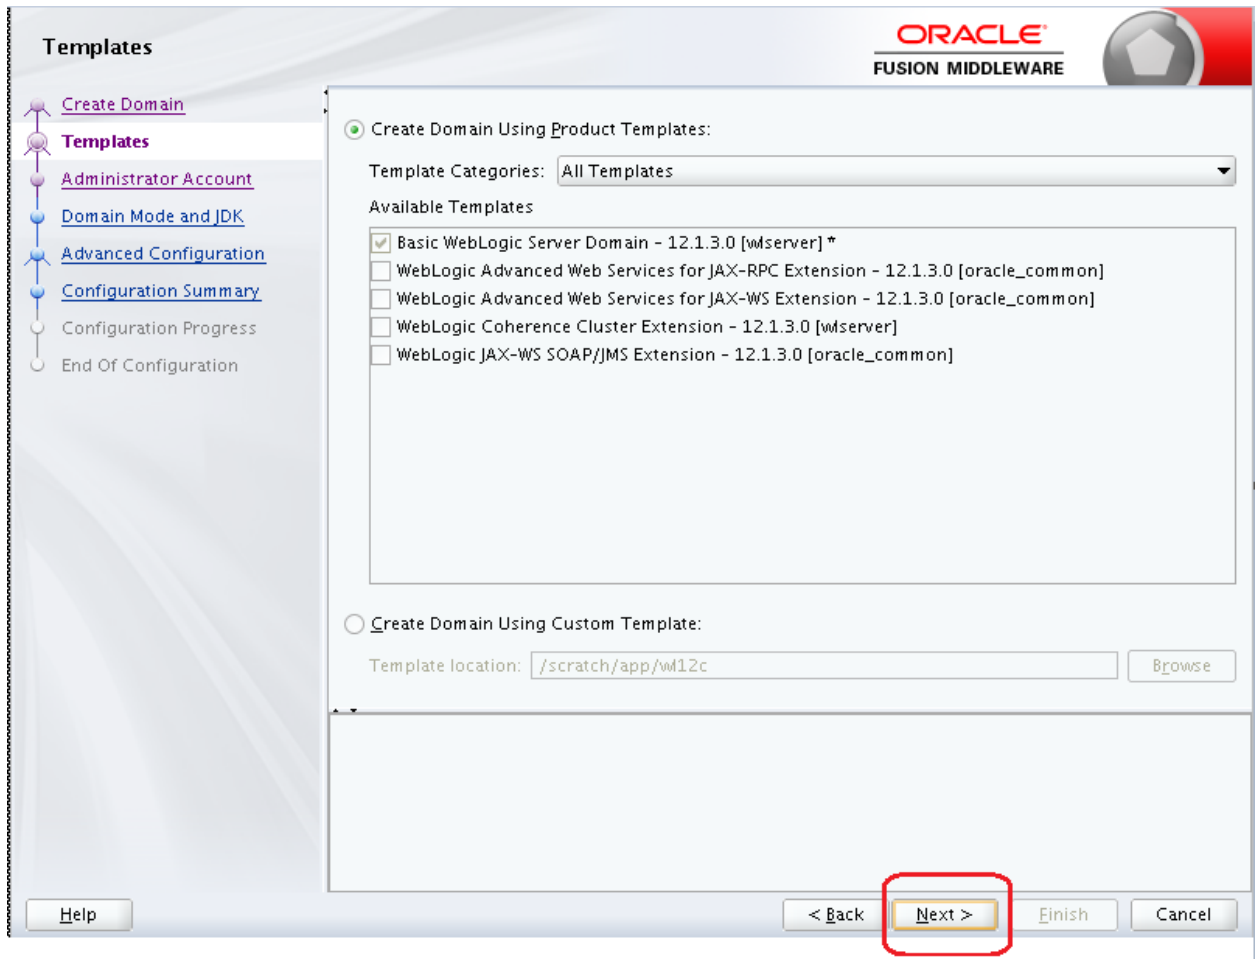 Templates
ORACLE
FUSION MIDDLEWARE
Create Domain
Templates
Administrator Account
Domain Mode and JDK
Advanced Configuration
Configuration Summary
Configuration Progress
End Of Configuration
Create Domain Using Product Templates:
Template Categories: All Templates
Available Templates
Basic WebLogic Server Domain - 12.1.3.0 [wlserver] *
WebLogic Advanced Web Services for JAX-RPC Extension - 12.1.3.0 [oracle_common]
WebLogic Advanced Web Services for JAX-WS Extension - 12.1.3.0 [oracle_common]
WebLogic Coherence Cluster Extension - 12.1.3.0 [wlserver]
WebLogic JAX-WS SOAP/JMS Extension - 12.1.3.0 [oracle_common]
Create Domain Using Custom Template:
Template location: /scratch/app/wl12c Browse
Help < Back Next > Finish Cancel